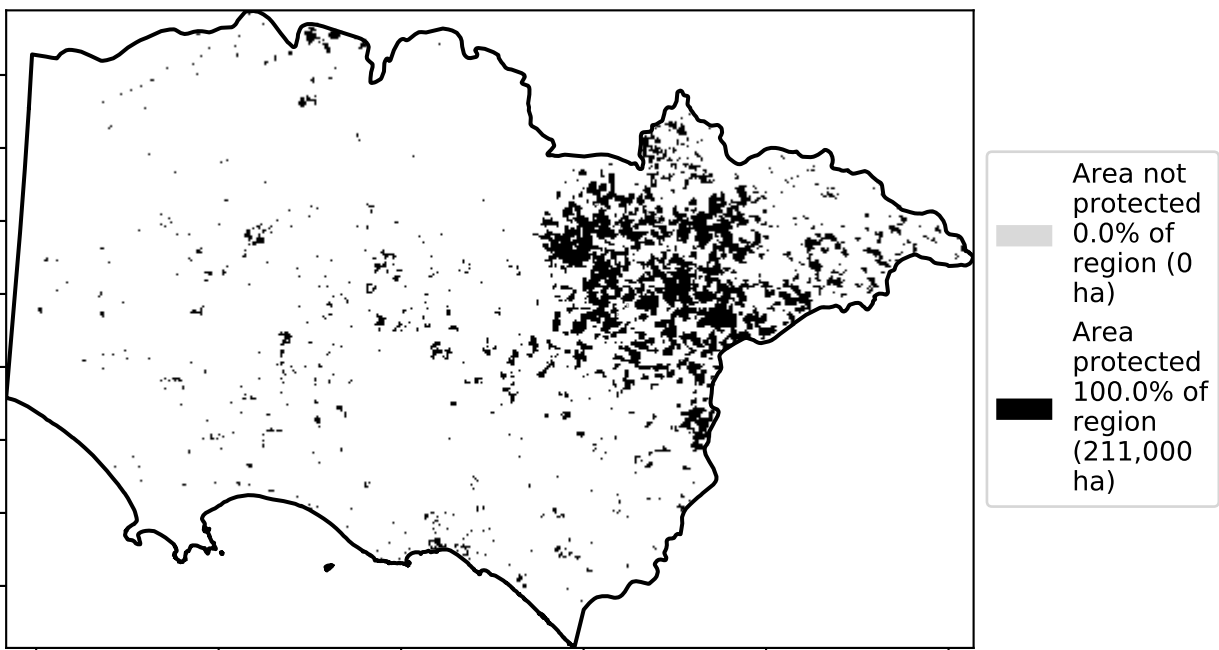 Area not
protected
0.0% of
region (0
ha)
Area
protected
100.0% of
region
(211,000
ha)